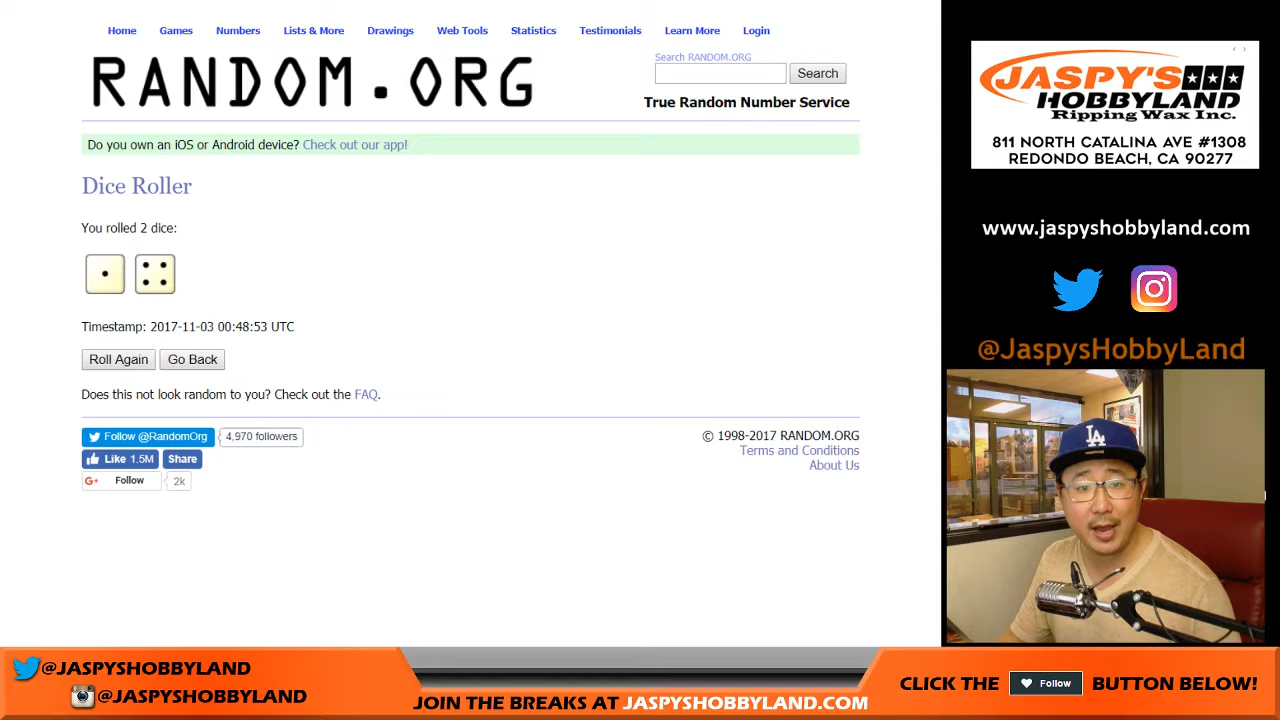 Home Games Numbers Lists & More Drawings Web Tools Statistics Testimonials Learn More Login
RANDOM.ORG
Search RANDOM.ORG
Search
True Random Number Service
Do you own an iOS or Android device? Check out our app!
Dice Roller
You rolled 2 dice:
Timestamp: 2017-11-03 00:48:53 UTC
Roll Again Go Back
Does this not look random to you? Check out the FAQ.
Follow @RandomOrg 4,970 followers
Like 1.5M Share
G+ Follow 2k
© 1998-2017 RANDOM.ORG
Terms and Conditions
About Us
JASPY'S
HOBBYLAND
Ripping Wax Inc.
811 NORTH CATALINA AVE #1308
REDONDO BEACH, CA 90277
www.jaspyshobbyland.com
@JaspysHobbyLand
LA
@JASPYSHOBBYLAND
@JASPYSHOBBYLAND
JOIN THE BREAKS AT JASPYSHOBBYLAND.COM
CLICK THE Follow BUTTON BELOW!